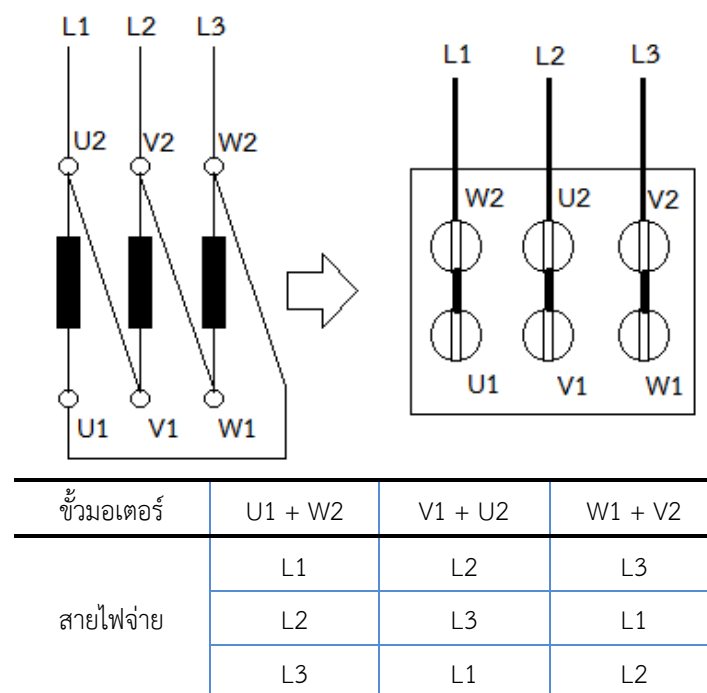 L1 L2 L3
U2 V2 W2
U1 V1 W1
L1 L2 L3
W2 U2 V2
U1 V1 W1
ขั้วมอเตอร์ U1 + W2 V1 + U2 W1 + V2
L1 L2 L3
สายไฟจ่าย L2 L3 L1
L3 L1 L2